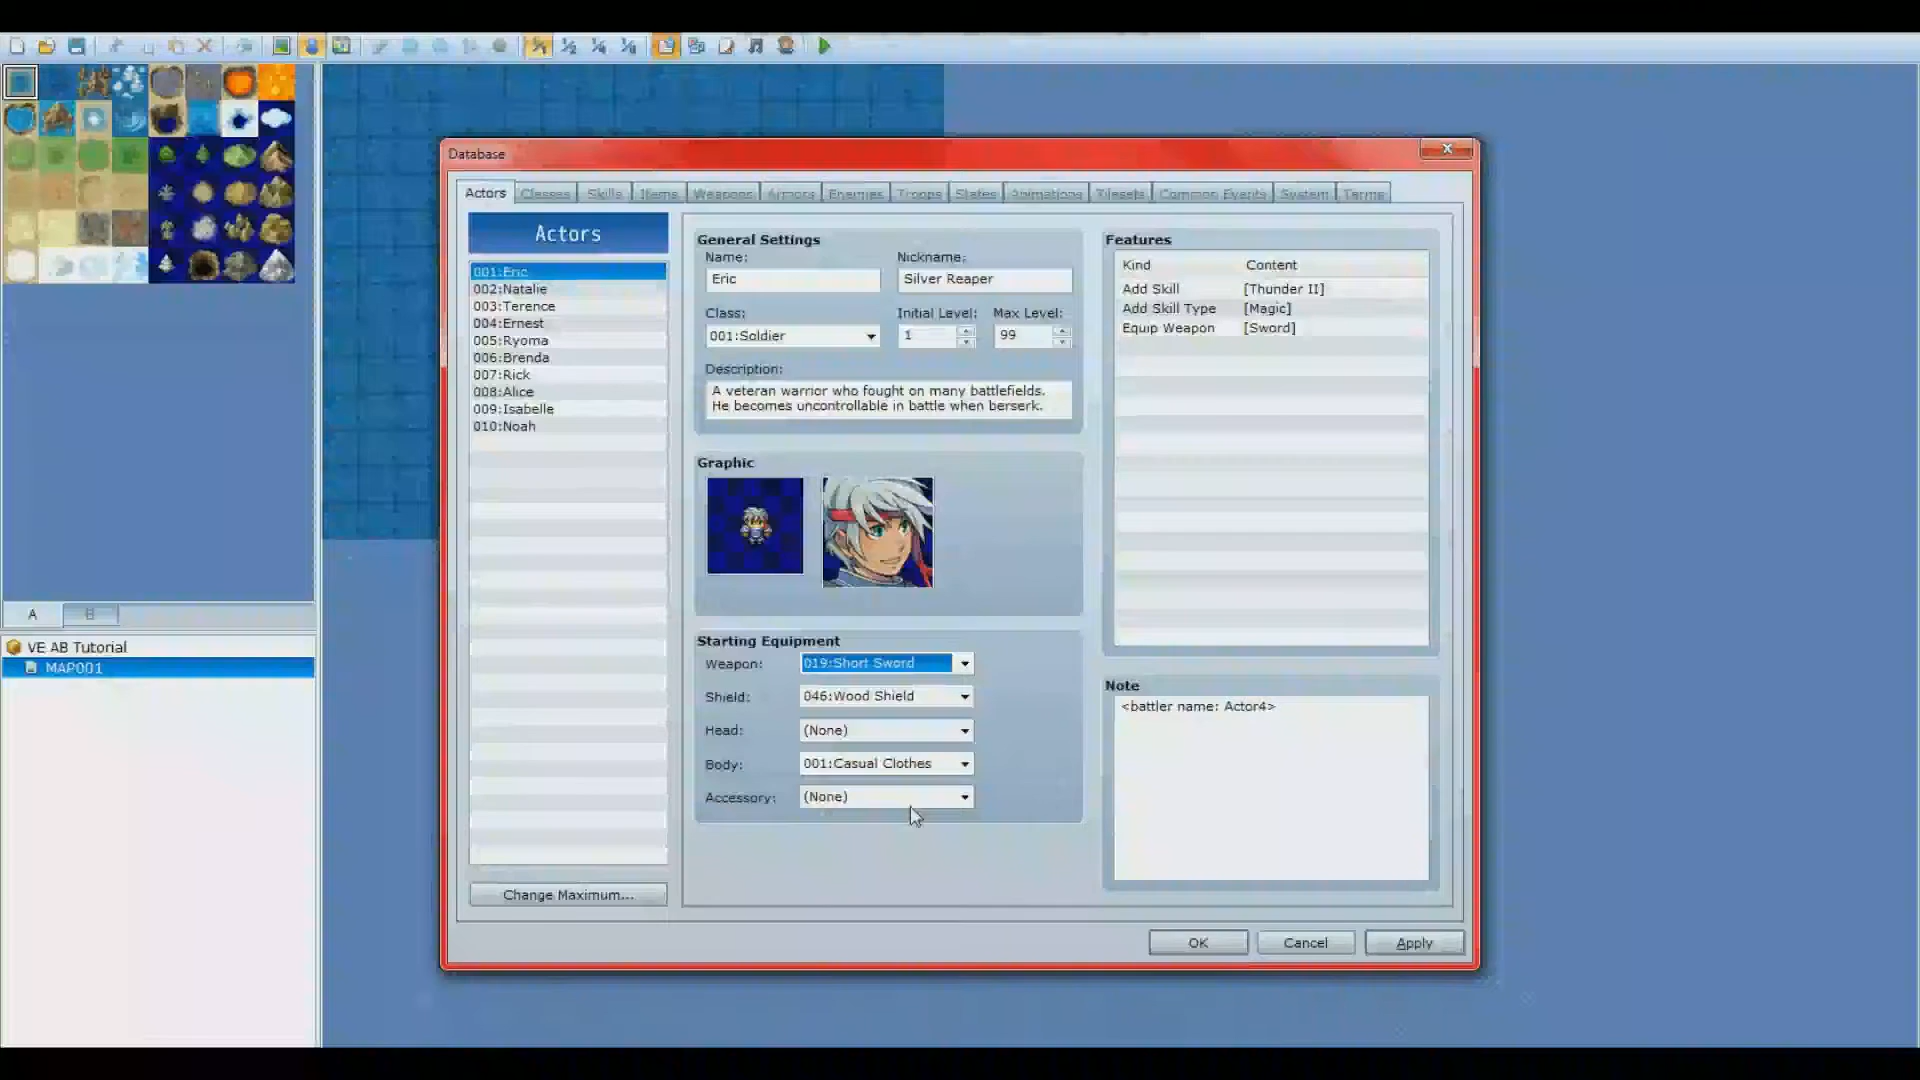 Database
Actors Classes Skills Items Weapons Armors Enemies Troops States Animations Tilesets Common Events System Terms
Actors
001:Eric
002:Natalie
003:Terence
004:Ernest
005:Ryoma
006:Brenda
007:Rick
008:Alice
009:Isabelle
010:Noah
Change Maximum...
General Settings
Name:
Eric
Nickname:
Silver Reaper
Class:
001:Soldier
Initial Level:
1
Max Level:
99
Description:
A veteran warrior who fought on many battlefields.
He becomes uncontrollable in battle when berserk.
Graphic
Starting Equipment
Weapon: 019:Short Sword
Shield: 046:Wood Shield
Head: (None)
Body: 001:Casual Clothes
Accessory: (None)
Features
Kind Content
Add Skill [Thunder II]
Add Skill Type [Magic]
Equip Weapon [Sword]
Note
<battler name: Actor4>
OK Cancel Apply
A B
VE AB Tutorial
MAP001